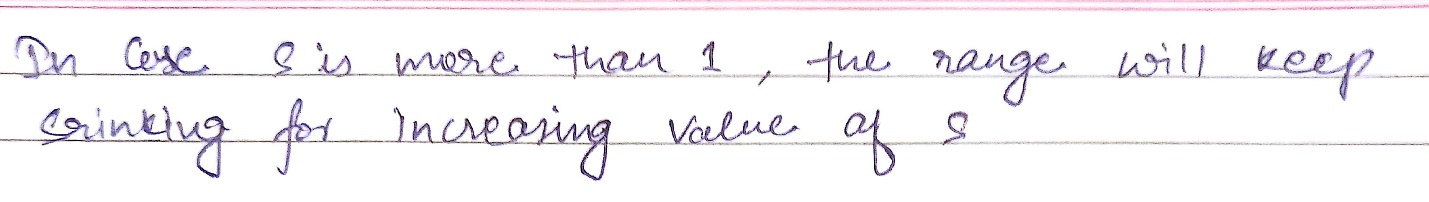 In Case S is more than 1, the range will keep
srinking for increasing value of s